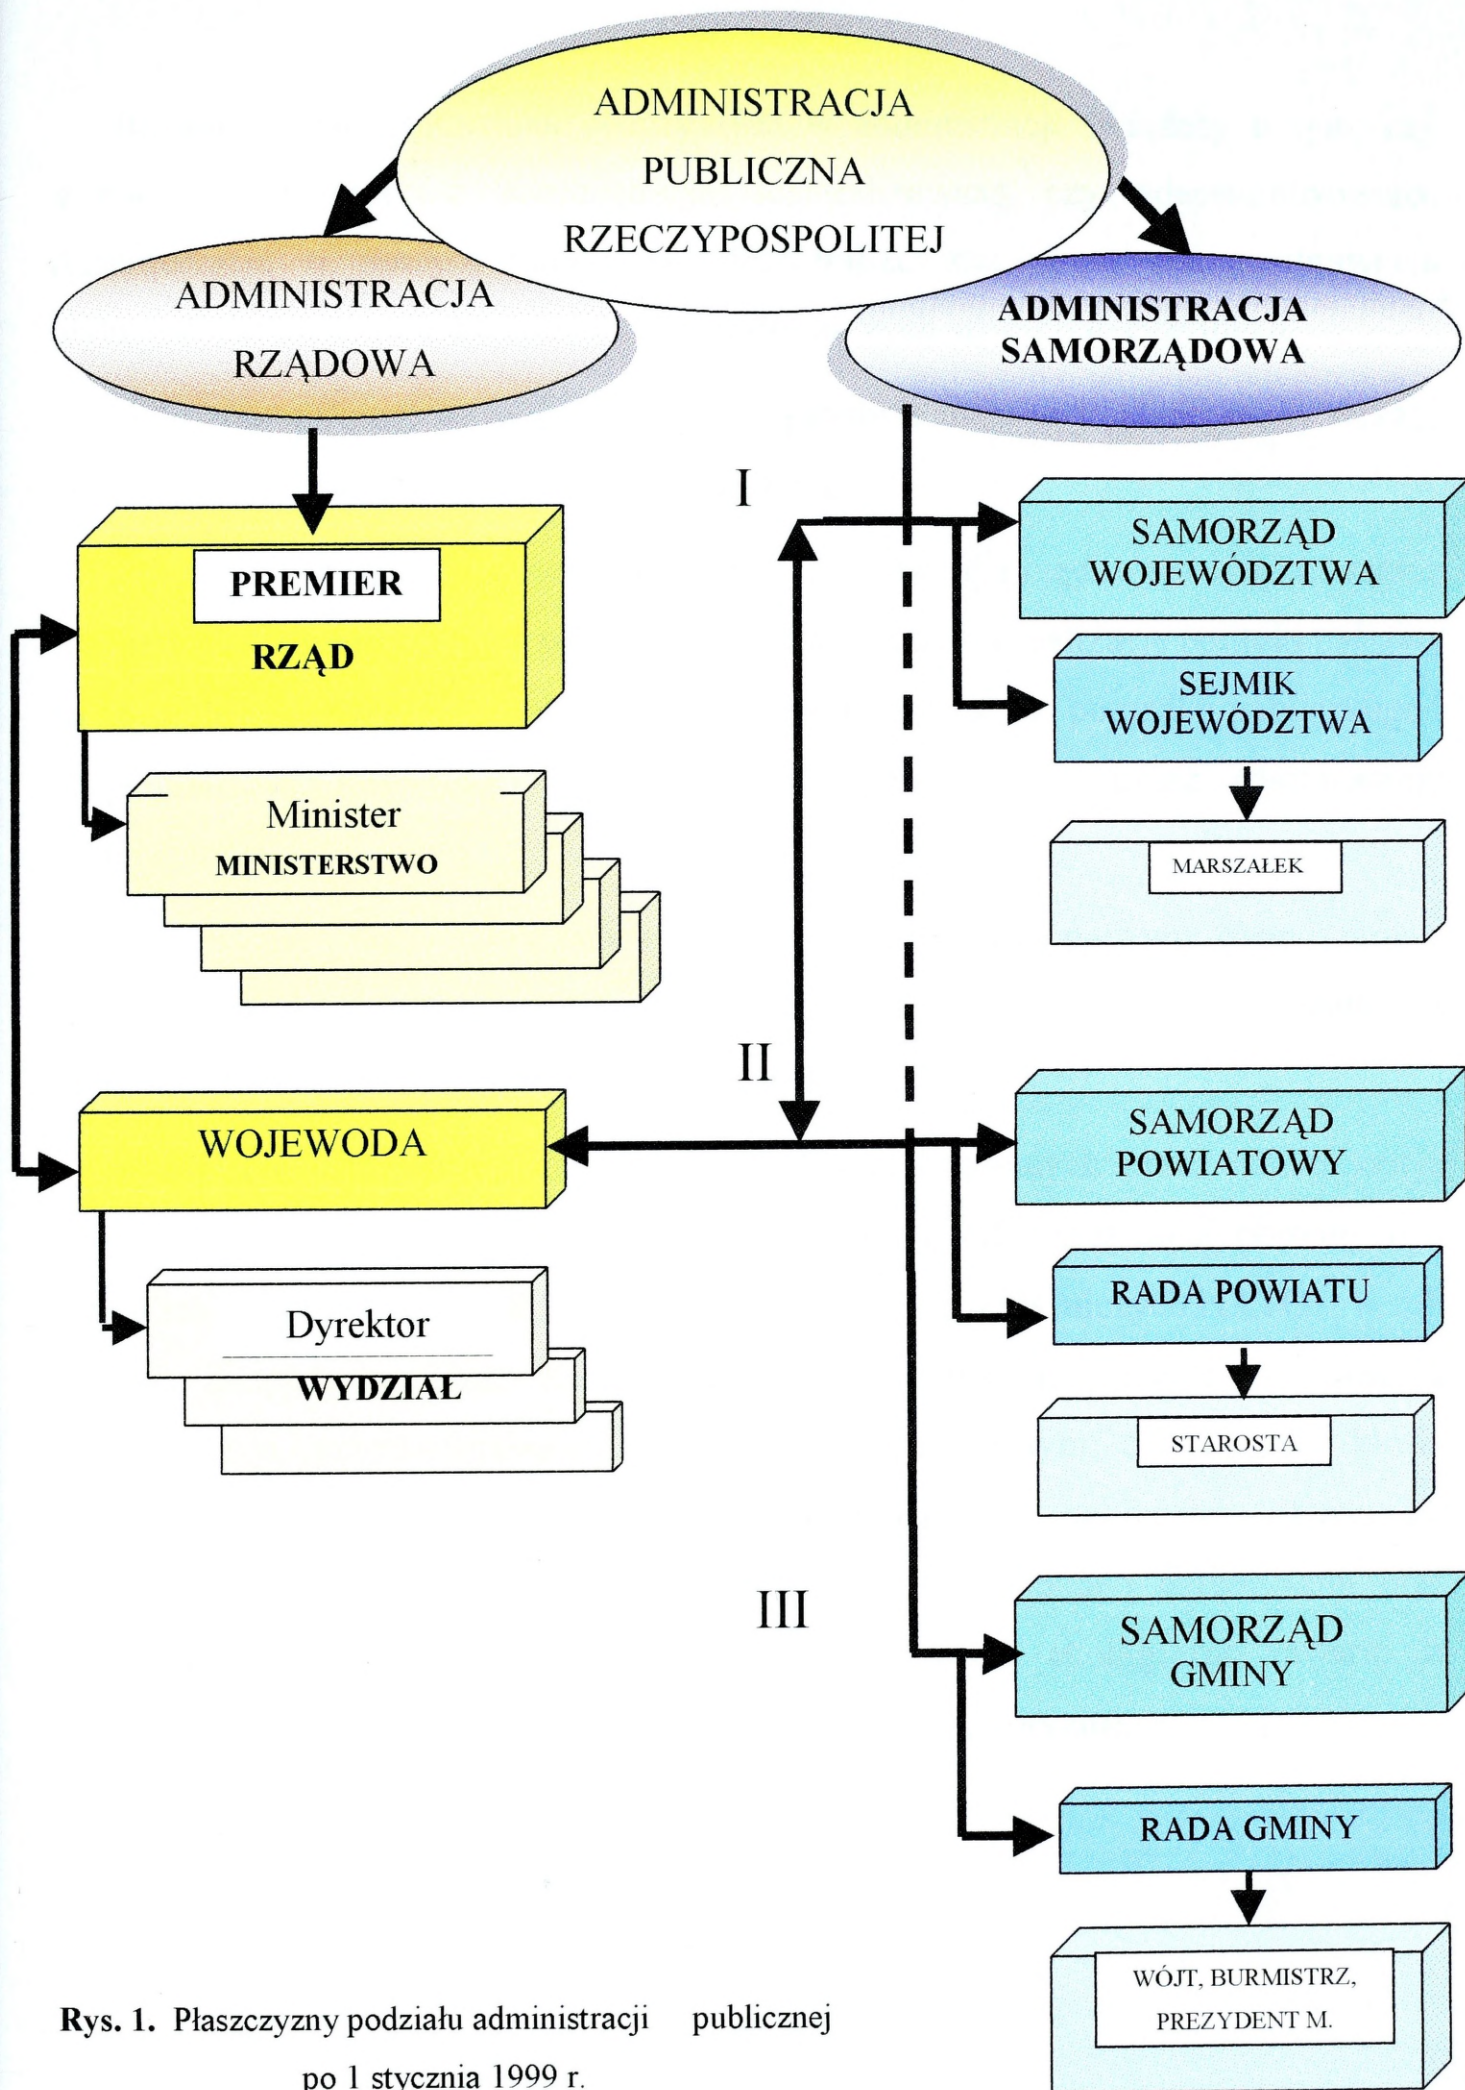 ADMINISTRACJA
PUBLICZNA
RZECZYPOSPOLITEJ
ADMINISTRACJA
RZĄDOWA
ADMINISTRACJA
SAMORZĄDOWA
PREMIER
RZĄD
Minister
MINISTERSTWO
WOJEWODA
Dyrektor
WYDZIAŁ
I
SAMORZĄD
WOJEWÓDZTWA
SEJMIK
WOJEWÓDZTWA
MARSZAŁEK
II
SAMORZĄD
POWIATOWY
RADA POWIATU
STAROSTA
III
SAMORZĄD
GMINY
RADA GMINY
WÓJT, BURMISTRZ,
PREZYDENT M.
Rys. 1. Płaszczyzny podziału administracji publicznej
po 1 stycznia 1999 r.